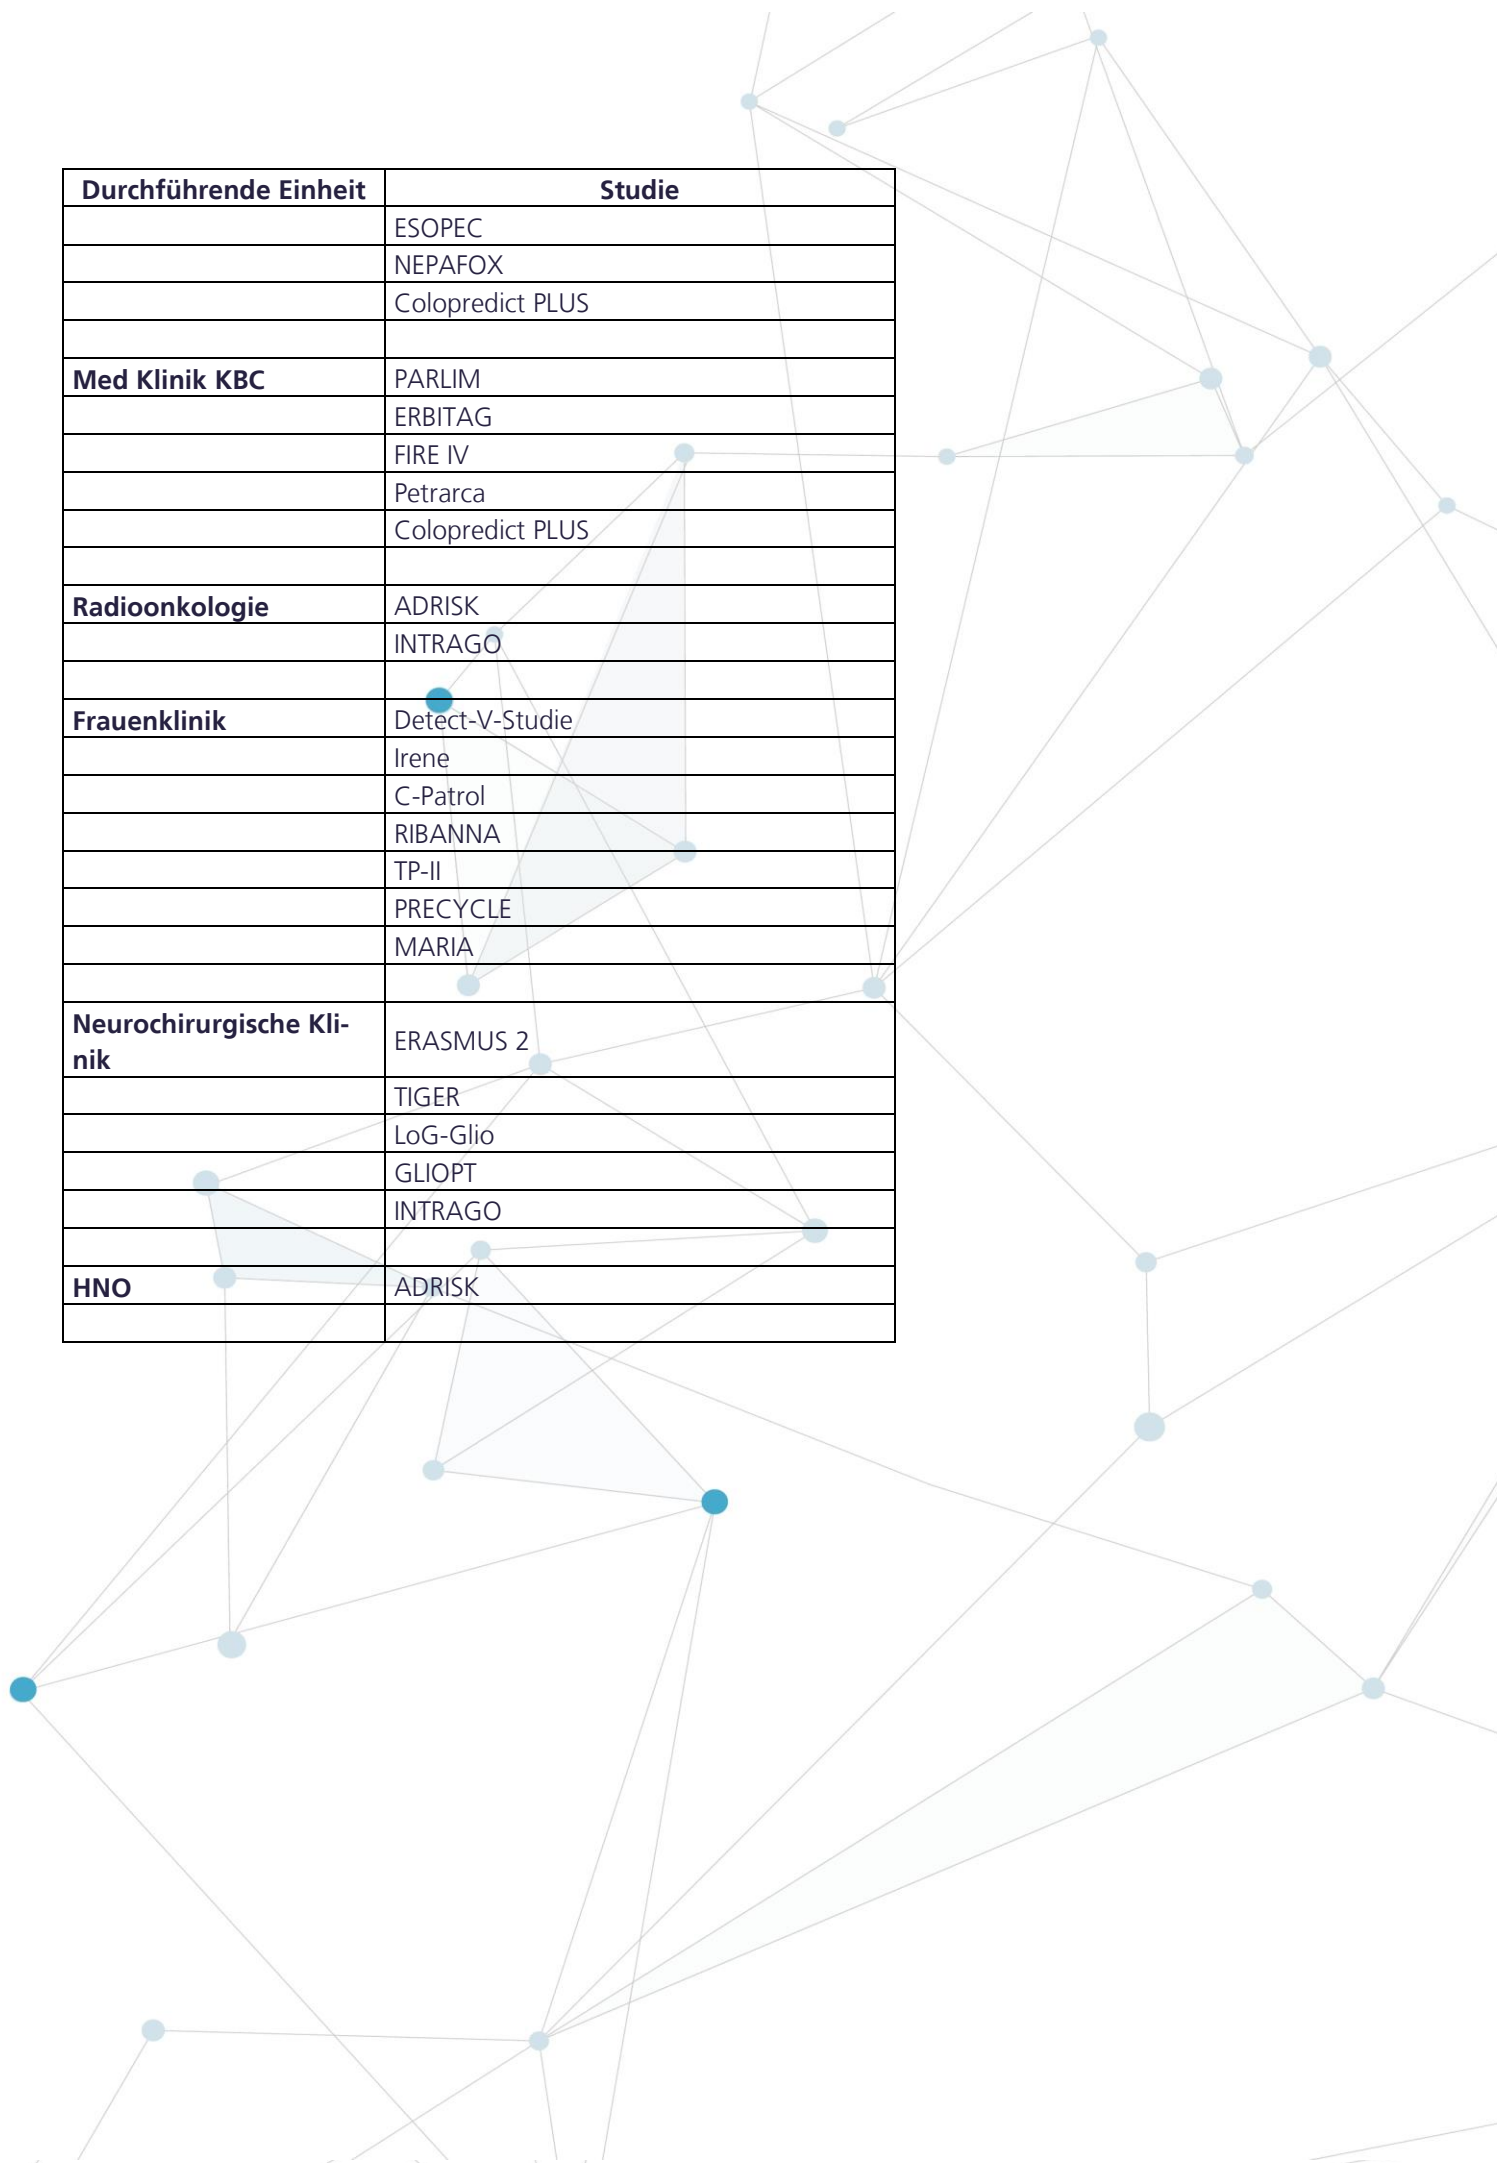 Durchführende Einheit Studie
ESOPEC
NEPAFOX
Colopredict PLUS
Med Klinik KBC PARLIM
ERBITAG
FIRE IV
Petrarca
Colopredict PLUS
Radioonkologie ADRISK
INTRAGO
Frauenklinik Detect-V-Studie
Irene
C-Patrol
RIBANNA
TP-II
PRECYCLE
MARIA
Neurochirurgische Kli-
nik
ERASMUS 2
TIGER
LoG-Glio
GLIOPT
INTRAGO
HNO ADRISK